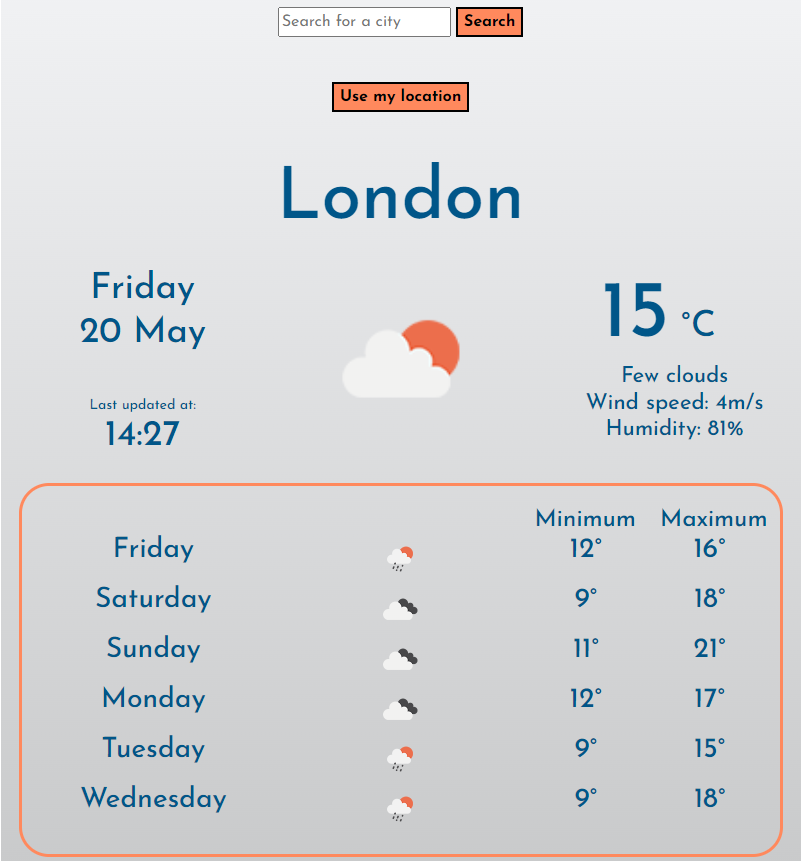 Search for a city Search
Use my location
London
Friday
20 May
Last updated at:
14:27
15 °C
Few clouds
Wind speed: 4m/s
Humidity: 81%
Minimum Maximum
Friday 12° 16°
Saturday 9° 18°
Sunday 11° 21°
Monday 12° 17°
Tuesday 9° 15°
Wednesday 9° 18°